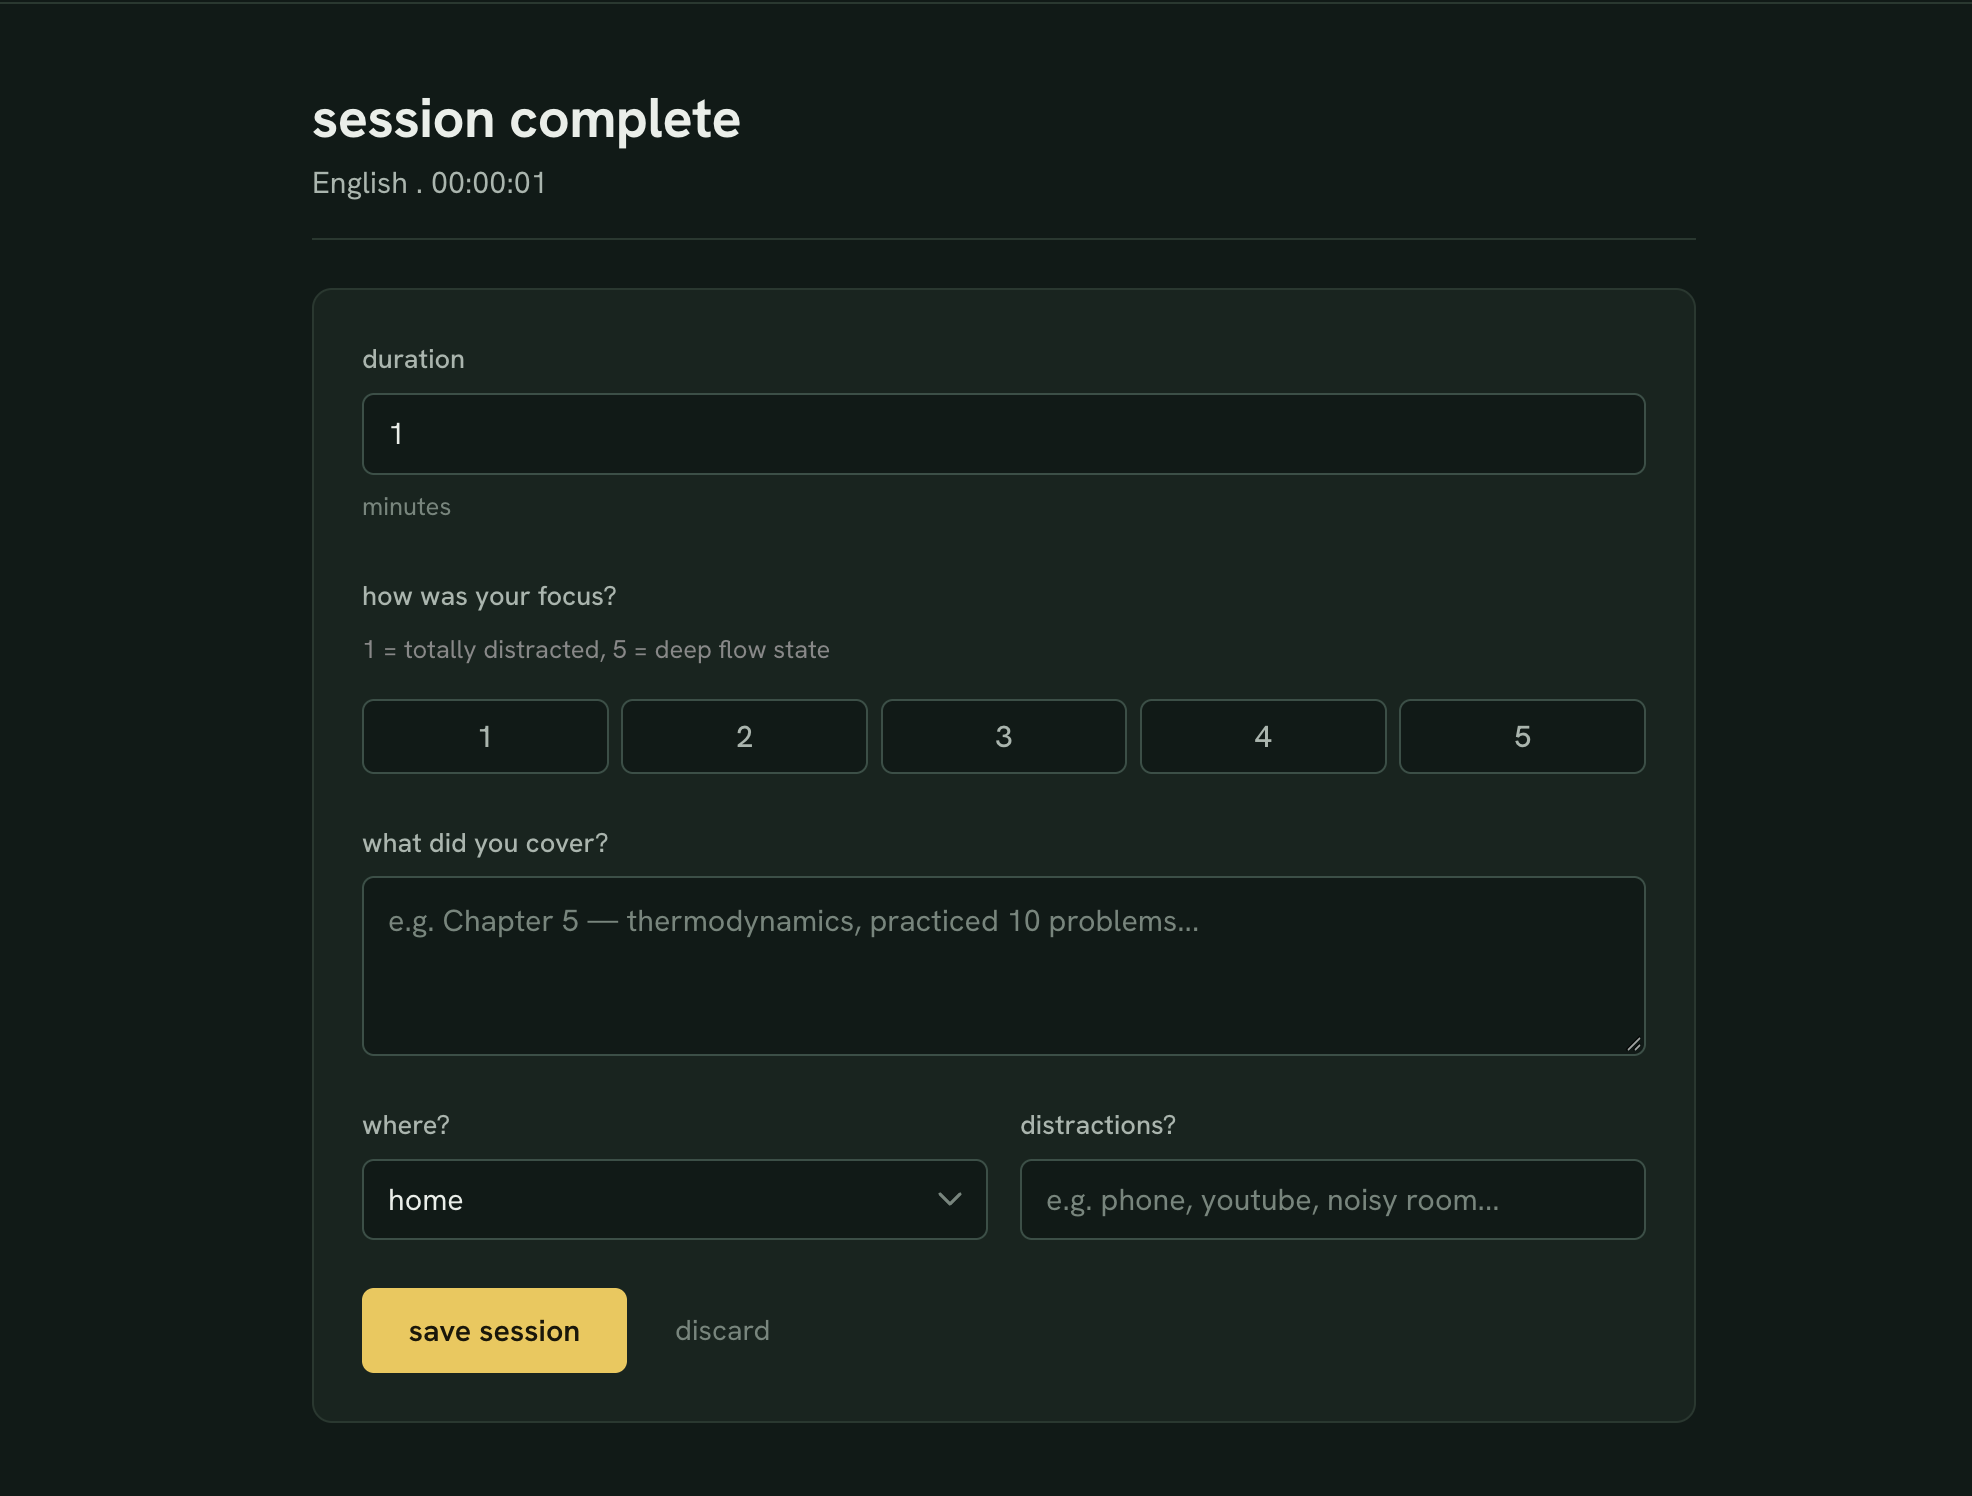 session complete
English . 00:00:01
duration
1
minutes
how was your focus?
1 = totally distracted, 5 = deep flow state
1 2 3 4 5
what did you cover?
e.g. Chapter 5 — thermodynamics, practiced 10 problems...
where? distractions?
home e.g. phone, youtube, noisy room...
save session discard